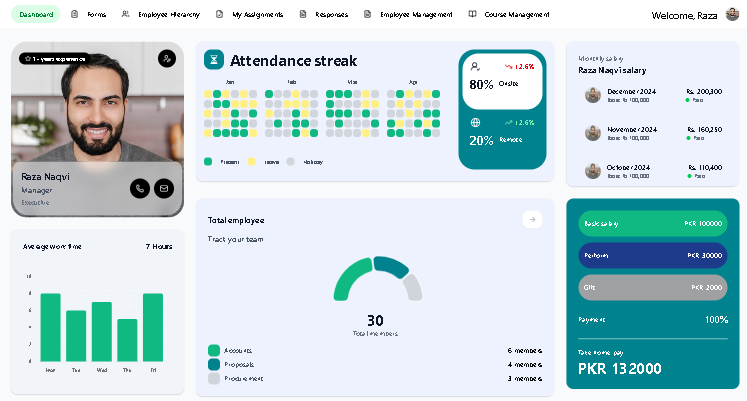 Dashboard
Forms
Employee Hierarchy
My Assignments
Responses
Employee Management
Course Management
Welcome, Raza
1+ years experience
Raza Naqvi
Manager
Executive
Average work time
7 Hours
10
8
6
4
2
0
Mon
Tue
Wed
Thu
Fri
Attendance streak
Jan
Feb
Mar
Apr
Present
Leave
Holiday
+2.6%
80% Onsite
+2.6%
20% Remote
Total employee
Track your team
30
Total members
Accounts 6 members
Proposals 4 members
Procurement 3 members
Monthly salary
Raza Naqvi salary
December 2024 Rs. 200,300
Basic Rs 100,000 Paid
November 2024 Rs. 160,250
Basic Rs 100,000 Paid
October 2024 Rs. 110,400
Basic Rs 100,000 Paid
Basic salary PKR 100000
Perform PKR 30000
Gift PKR 2000
Payment 100%
Take home pay
PKR 132000